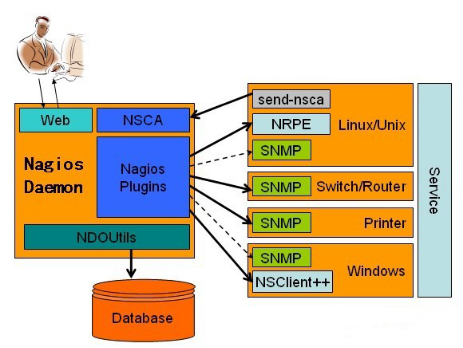 Web
NSCA
Nagios
Daemon
Nagios
Plugins
NDOUtils
Database
send-nsca
NRPE
Linux/Unix
SNMP
SNMP
Switch/Router
SNMP
Printer
SNMP
Windows
NSClient++
Service